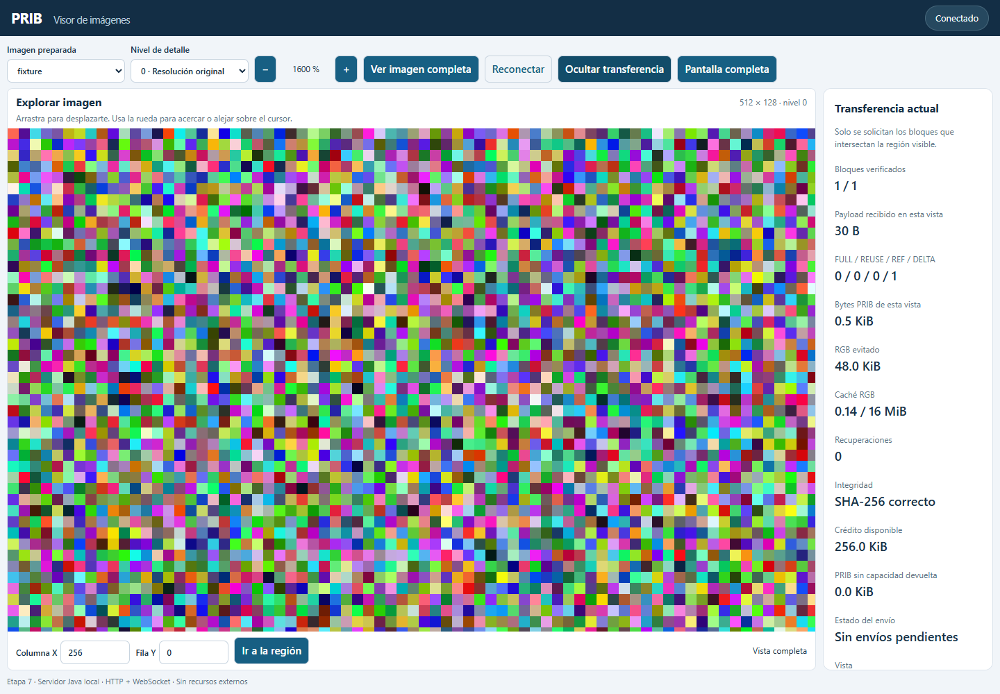 PRIB Visor de imágenes
Conectado
Imagen preparada
Nivel de detalle
fixture
0 · Resolución original
−
1600 %
+
Ver imagen completa
Reconectar
Ocultar transferencia
Pantalla completa
Explorar imagen
512 × 128 · nivel 0
Arrastra para desplazarte. Usa la rueda para acercar o alejar sobre el cursor.
Columna X
256
Fila Y
0
Ir a la región
Vista completa
Transferencia actual
Solo se solicitan los bloques que
intersectan la región visible.
Bloques verificados
1 / 1
Payload recibido en esta vista
30 B
FULL / REUSE / REF / DELTA
0 / 0 / 0 / 1
Bytes PRIB de esta vista
0.5 KiB
RGB evitado
48.0 KiB
Caché RGB
0.14 / 16 MiB
Recuperaciones
0
Integridad
SHA-256 correcto
Crédito disponible
256.0 KiB
PRIB sin capacidad devuelta
0.0 KiB
Estado del envío
Sin envíos pendientes
Vista
Etapa 7 · Servidor Java local · HTTP + WebSocket · Sin recursos externos